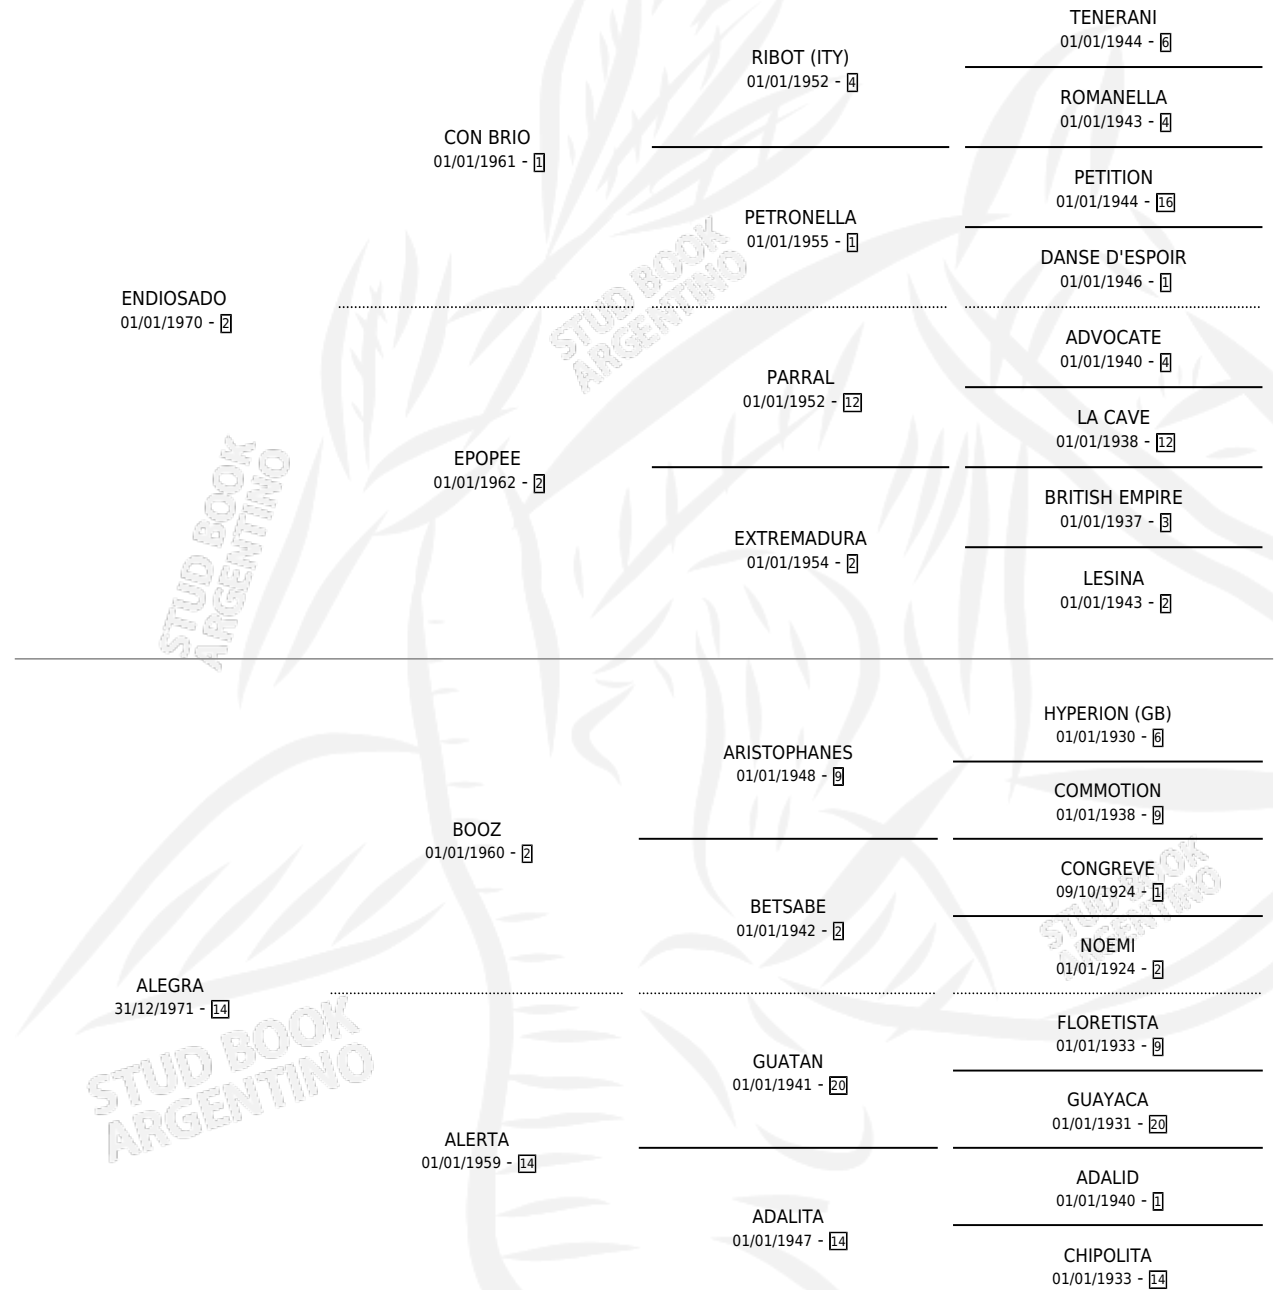 TENERANI
01/01/1944 - 6
RIBOT (ITY)
01/01/1952 - 4
ROMANELLA
01/01/1943 - 4
CON BRIO
01/01/1961 - 1
PETITION
01/01/1944 - 16
PETRONELLA
01/01/1955 - 1
DANSE D'ESPOIR
01/01/1946 - 1
ENDIOSADO
01/01/1970 - 2
ADVOCATE
01/01/1940 - 4
PARRAL
01/01/1952 - 12
LA CAVE
01/01/1938 - 12
EPOPEE
01/01/1962 - 2
BRITISH EMPIRE
01/01/1937 - 3
EXTREMADURA
01/01/1954 - 2
LESINA
01/01/1943 - 2
HYPERION (GB)
01/01/1930 - 6
ARISTOPHANES
01/01/1948 - 9
COMMOTION
01/01/1938 - 9
BOOZ
01/01/1960 - 2
CONGREVE
09/10/1924 - 1
BETSABE
01/01/1942 - 2
NOEMI
01/01/1924 - 2
ALEGRA
31/12/1971 - 14
FLORETISTA
01/01/1933 - 9
GUATAN
01/01/1941 - 20
GUAYACA
01/01/1931 - 20
ALERTA
01/01/1959 - 14
ADALID
01/01/1940 - 1
ADALITA
01/01/1947 - 14
CHIPOLITA
01/01/1933 - 14
STUD BOOK
ARGENTINO
STUD BOOK
ARGENTINO
STUD BOOK
ARGENTINO
STUD BOOK
ARGENTINO